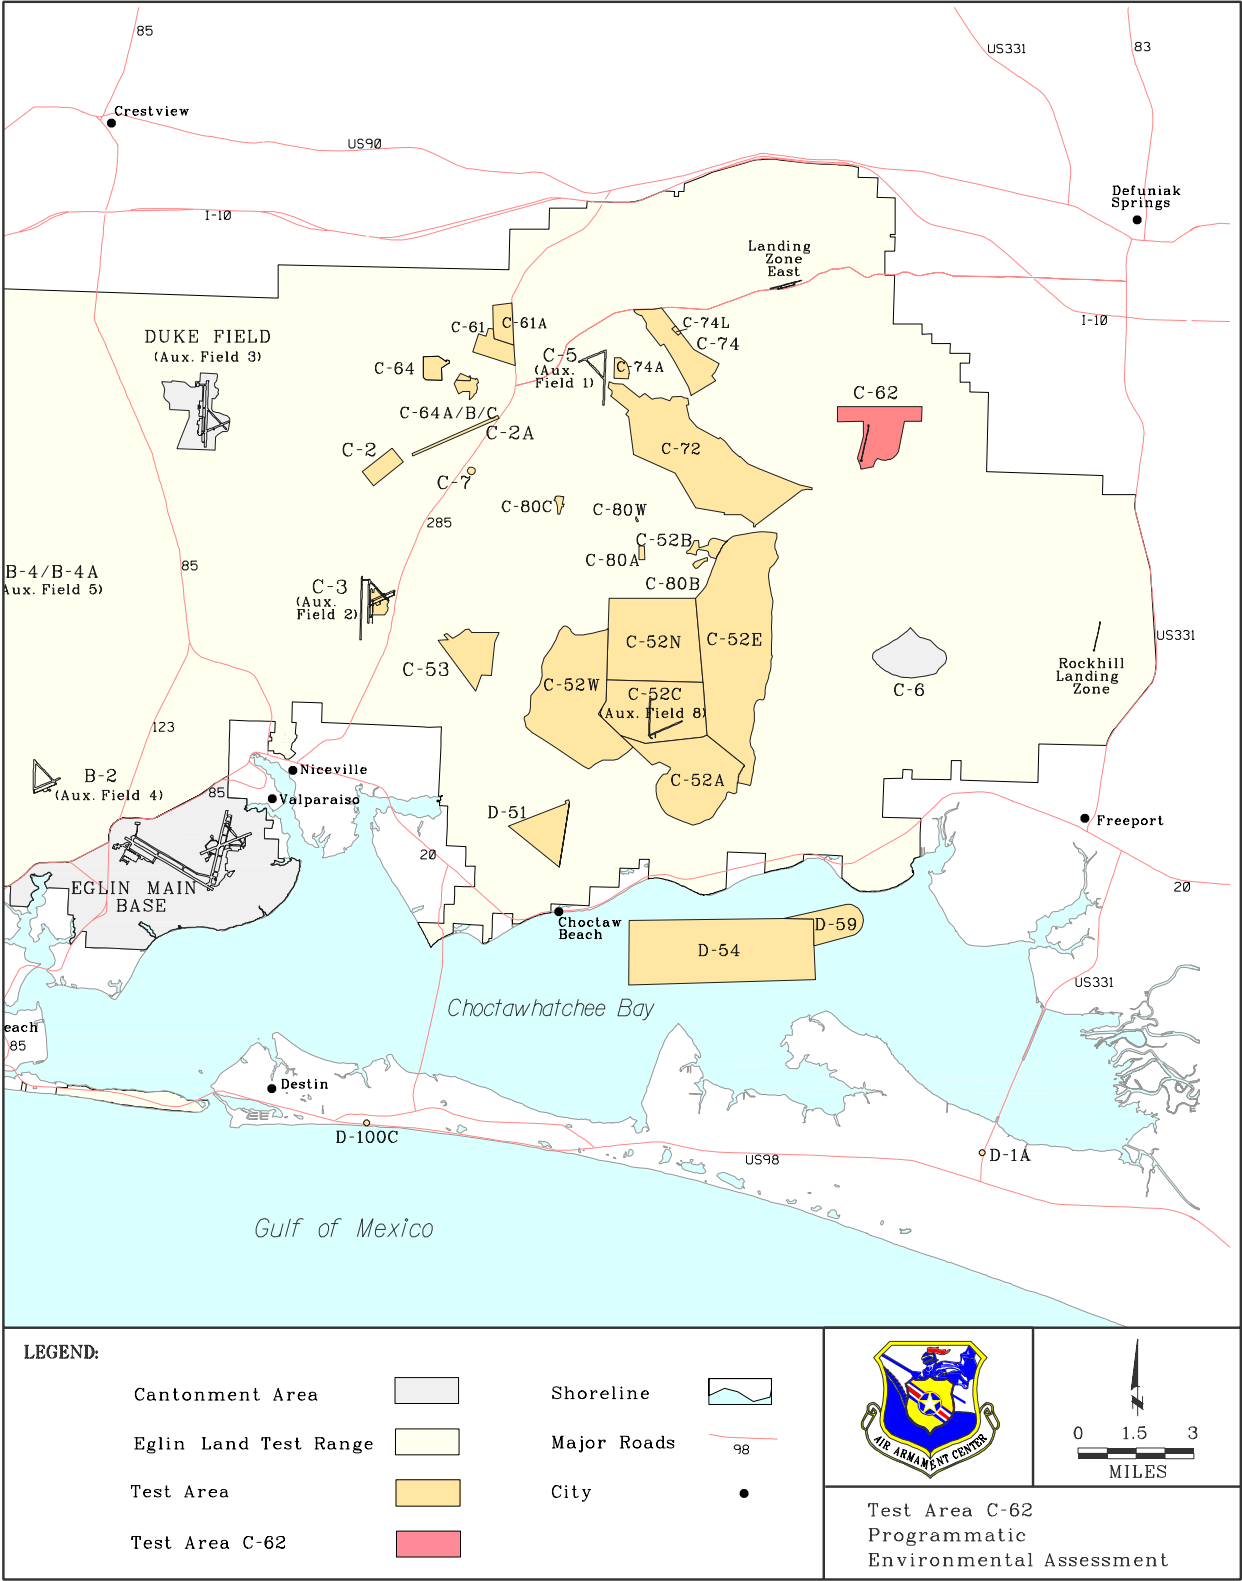 85
US331
83
Crestview
US90
Defuniak
Springs
I-10
Landing
Zone
East
I-10
DUKE FIELD
(Aux. Field 3)
C-61
C-61A
C-74L
C-74
C-5
(Aux.
Field 1)
C-74A
C-64
C-62
C-64A/B/C
C-2A
C-2
C-72
C-7
C-80C
C-80W
285
C-52B
C-80A
85
B-4/B-4A
Aux. Field 5)
C-80B
C-3
(Aux.
Field 2)
C-52N
C-52E
US331
C-53
Rockhill
Landing
Zone
C-52W
C-6
C-52C
(Aux. Field 8)
123
Niceville
B-2
(Aux. Field 4)
85
Valparaiso
C-52A
D-51
Freeport
20
EGLIN MAIN
BASE
20
Choctaw
Beach
D-59
D-54
US331
Choctawhatchee Bay
each
85
Destin
D-100C
US98
D-1A
Gulf of Mexico
LEGEND:
Cantonment Area
Shoreline
Eglin Land Test Range
Major Roads
98
Test Area
City
Test Area C-62
AIR ARMAMENT CENTER
0 1.5 3
MILES
Test Area C-62
Programmatic
Environmental Assessment